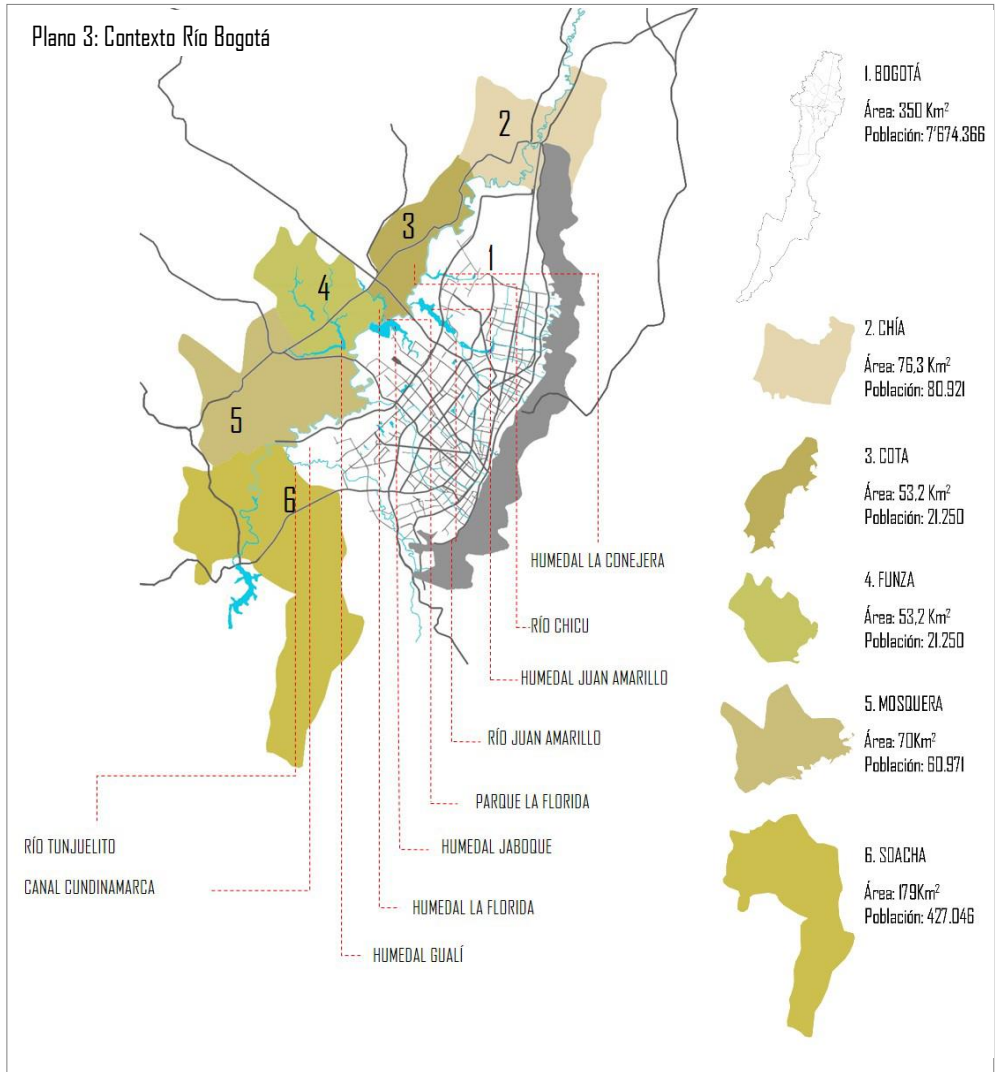 Plano 3: Contexto Río Bogotá
1. BOGOTÁ
Área: 350 Km²
Población: 7'674.366
2. CHÍA
Área: 76,3 Km²
Población: 80.921
3. COTA
Área: 53,2 Km²
Población: 21.250
4. FUNZA
Área: 53,2 Km²
Población: 21.250
5. MOSQUERA
Área: 70Km²
Población: 60.971
6. SOACHA
Área: 179Km²
Población: 427.046
2
3
1
4
5
6
HUMEDAL LA CONEJERA
RÍO CHICU
HUMEDAL JUAN AMARILLO
RÍO JUAN AMARILLO
PARQUE LA FLORIDA
HUMEDAL JABOQUE
HUMEDAL LA FLORIDA
HUMEDAL GUALÍ
RÍO TUNJUELITO
CANAL CUNDINAMARCA